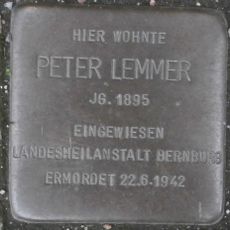 HIER WOHNTE
PETER LEMMER
JG. 1895
EINGEWIESEN
LANDESHEILANSTALT BERNBURG
ERMORDET 22.6.1942